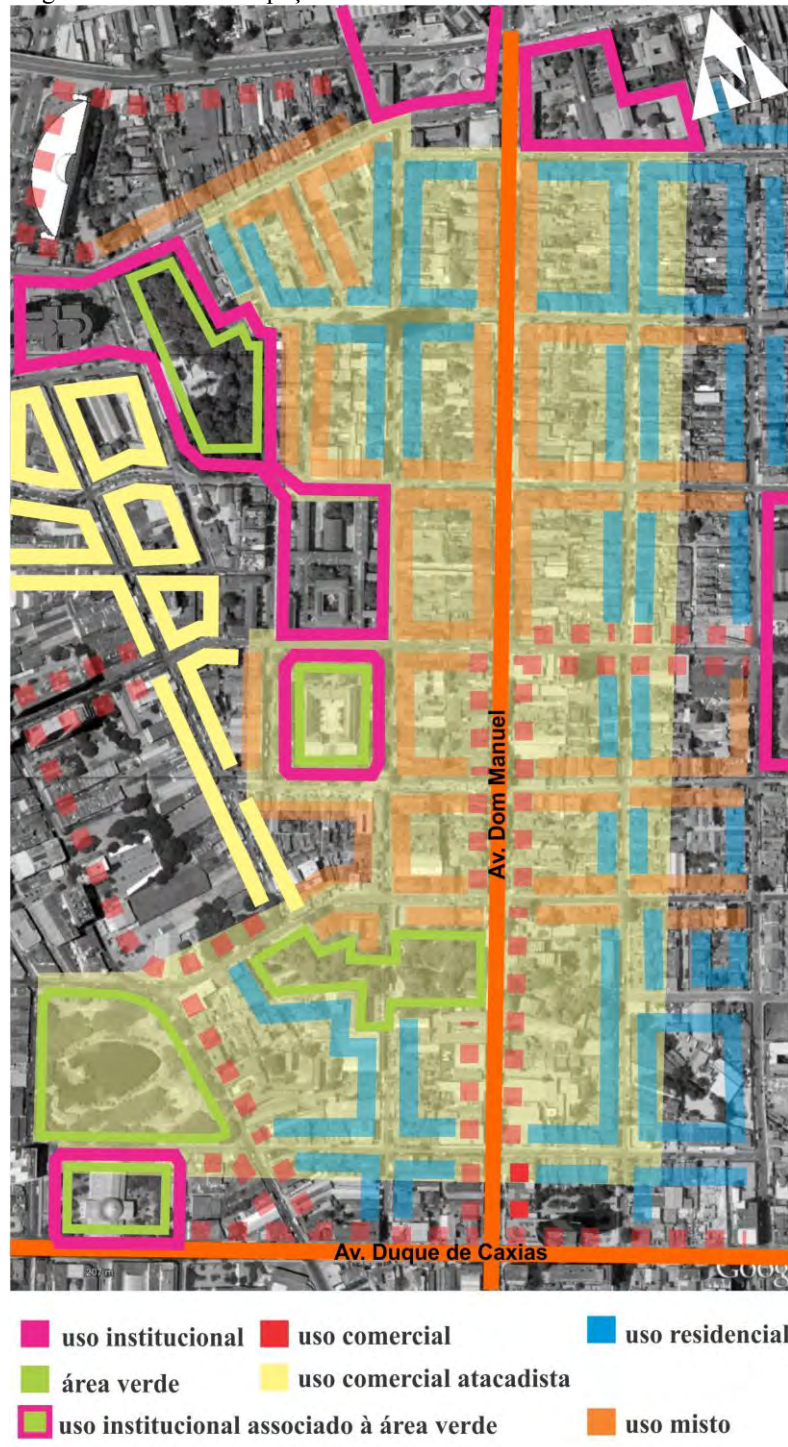 Av. Dom Manuel
Av. Duque de Caxias
Goog
uso institucional
uso comercial
uso residencial
área verde
uso comercial atacadista
uso institucional associado à área verde
uso misto